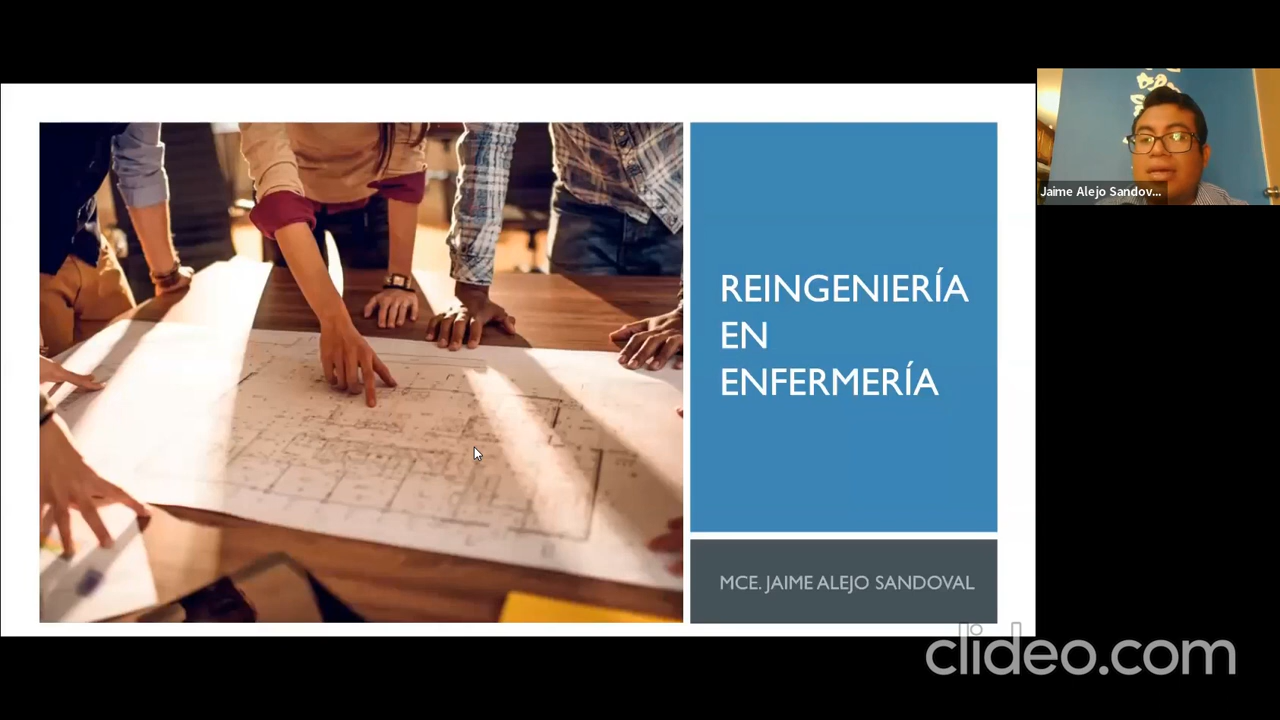 REINGENIERÍA
EN
ENFERMERÍA
MCE. JAIME ALEJO SANDOVAL
Jaime Alejo Sandov...
clideo.com